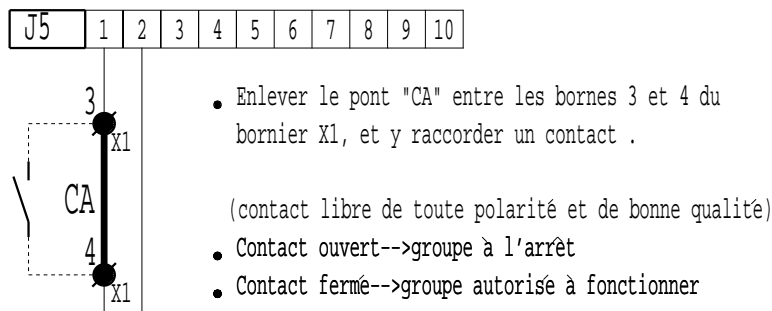 J5 1 2 3 4 5 6 7 8 9 10
3
X1
CA
4
X1
• Enlever le pont "CA" entre les bornes 3 et 4 du
bornier X1, et y raccorder un contact .
(contact libre de toute polarité et de bonne qualité)
• Contact ouvert-->groupe à l'arrêt
• Contact fermé-->groupe autorisé à fonctionner